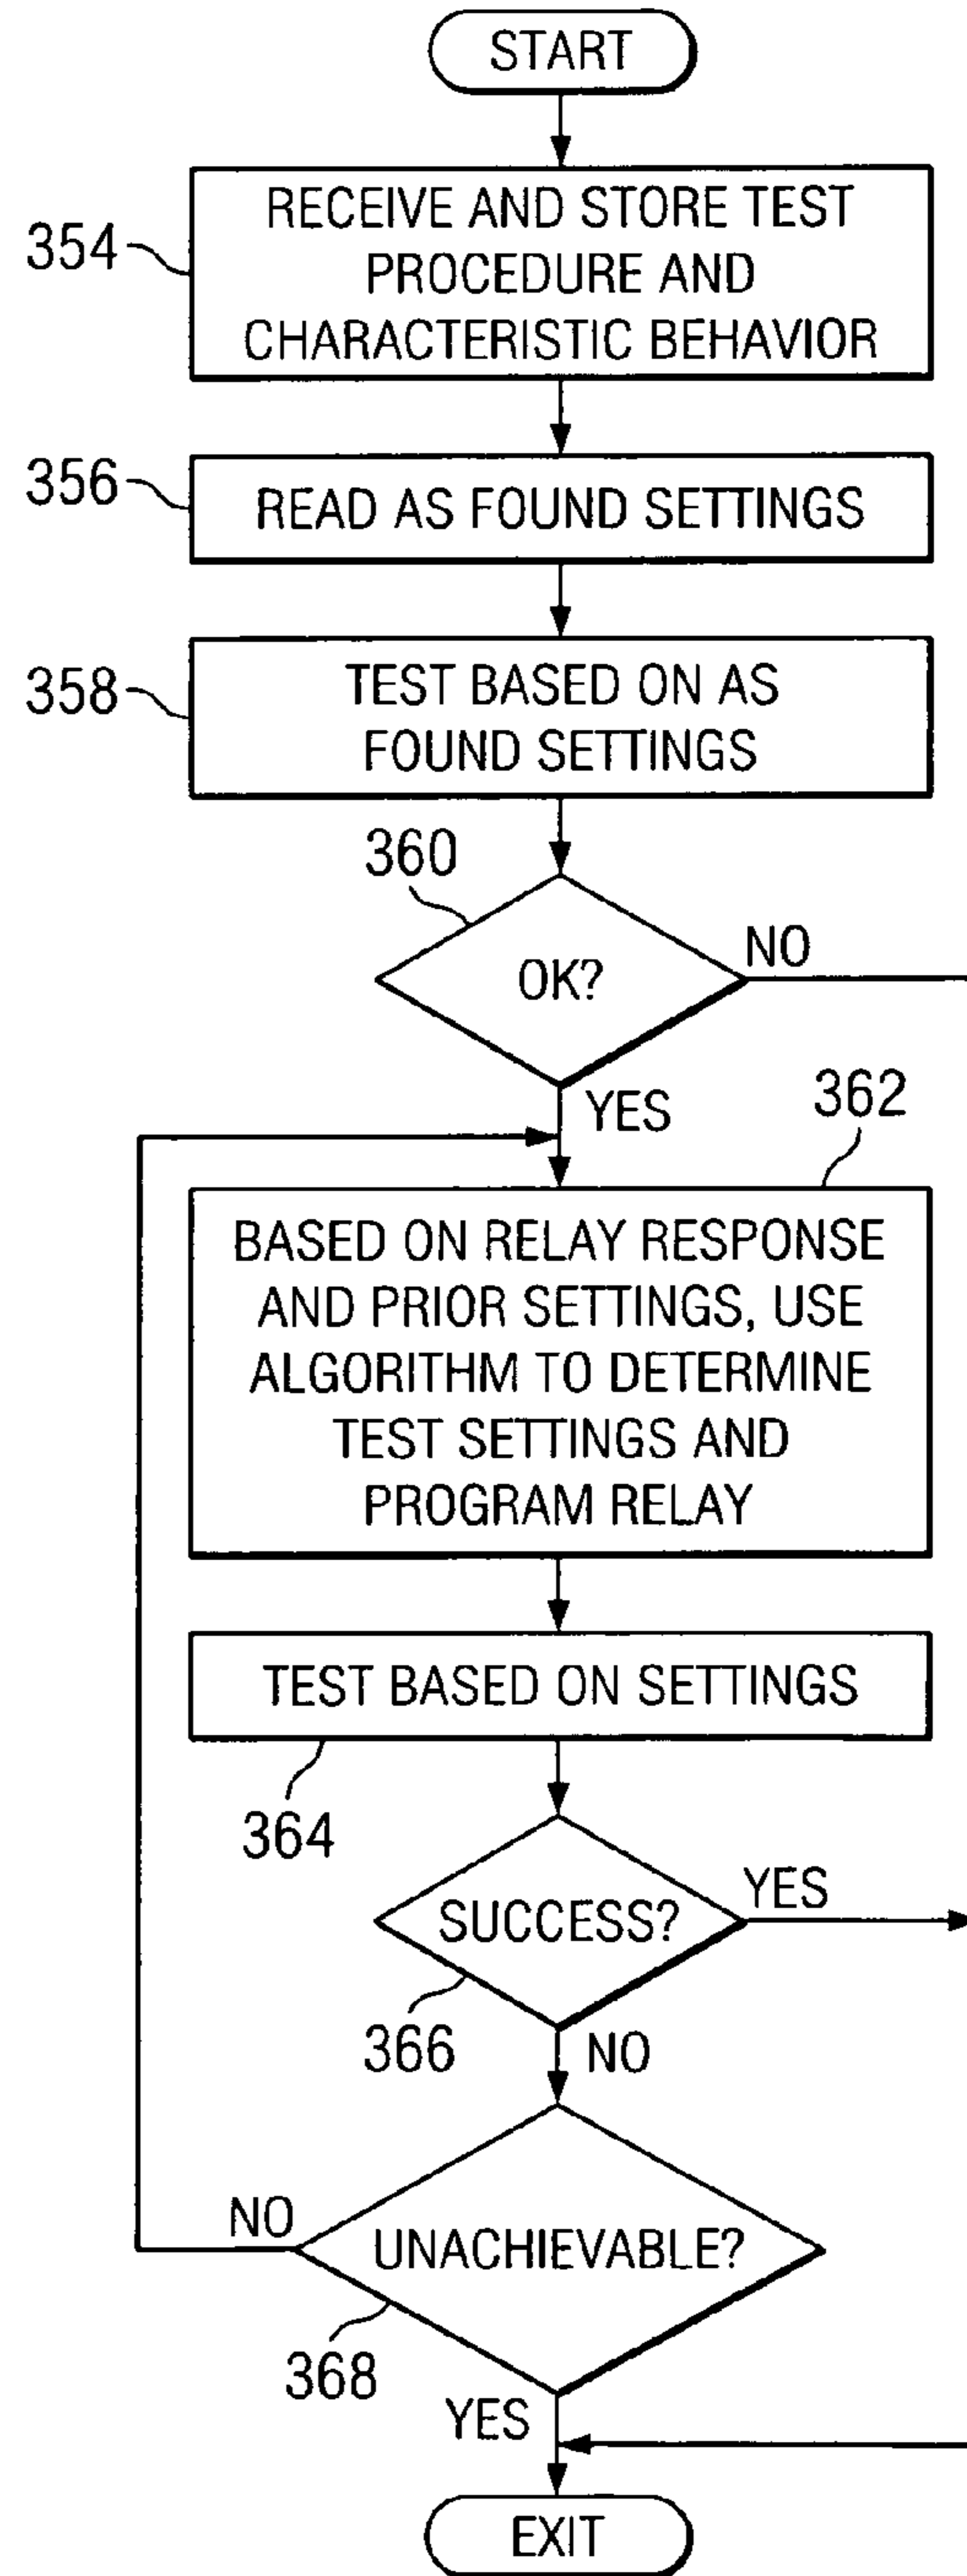 START
354
RECEIVE AND STORE TEST
PROCEDURE AND
CHARACTERISTIC BEHAVIOR
356
READ AS FOUND SETTINGS
358
TEST BASED ON AS
FOUND SETTINGS
360
OK?
NO
YES
362
BASED ON RELAY RESPONSE
AND PRIOR SETTINGS, USE
ALGORITHM TO DETERMINE
TEST SETTINGS AND
PROGRAM RELAY
TEST BASED ON SETTINGS
364
SUCCESS?
YES
366
NO
NO
UNACHIEVABLE?
368
YES
EXIT